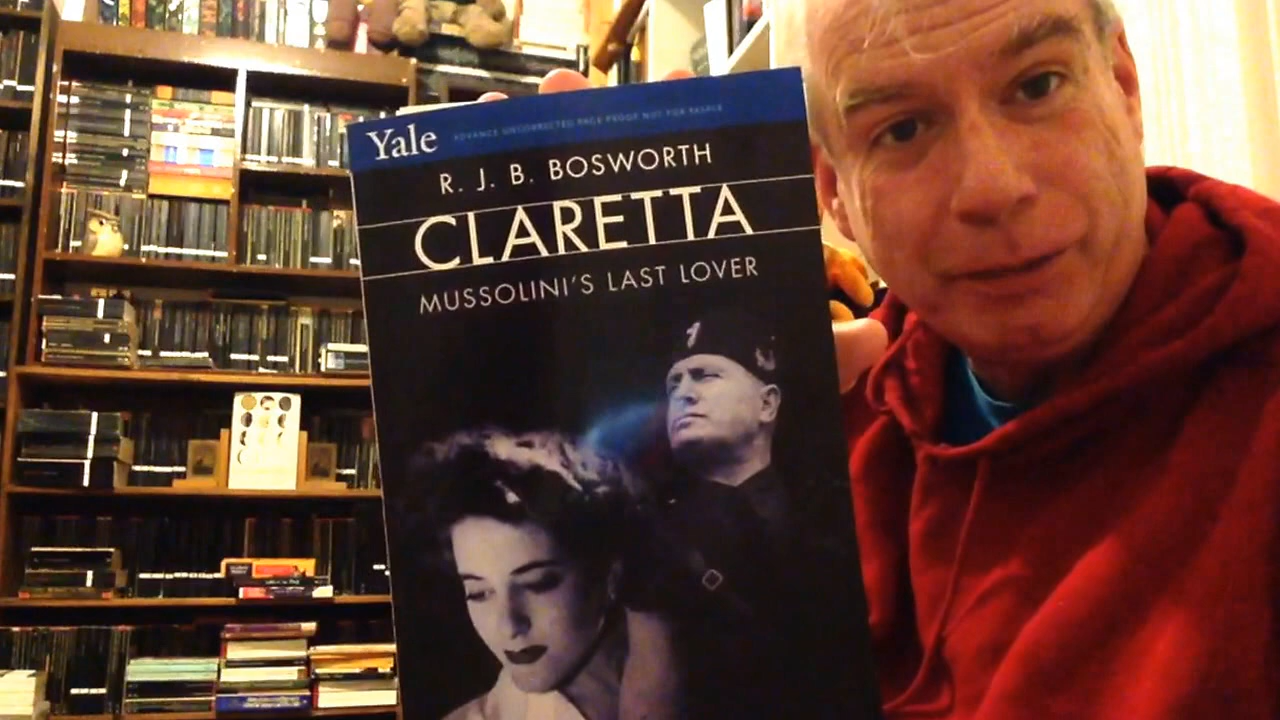 Yale
ADVANCE UNCORRECTED PAGE PROOF NOT FOR RESALE
R. J. B. BOSWORTH
CLARETTA
MUSSOLINI'S LAST LOVER